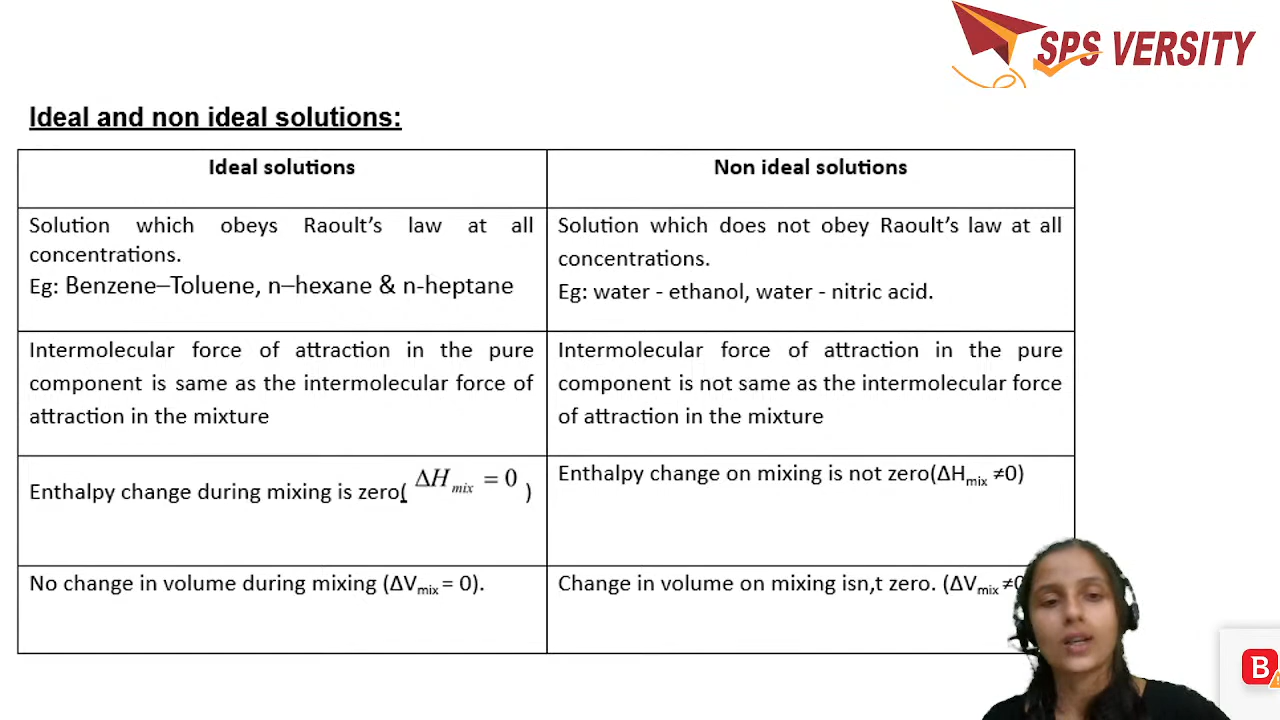 SPS VERSITY
Ideal and non ideal solutions:
Ideal solutions
Non ideal solutions
Solution which obeys Raoult's law at all
concentrations.
Eg: Benzene–Toluene, n–hexane & n-heptane
Solution which does not obey Raoult's law at all
concentrations.
Eg: water - ethanol, water - nitric acid.
Intermolecular force of attraction in the pure
component is same as the intermolecular force of
attraction in the mixture
Intermolecular force of attraction in the pure
component is not same as the intermolecular force
of attraction in the mixture
Enthalpy change during mixing is zero( ΔH mix = 0 )
Enthalpy change on mixing is not zero(ΔHmix ≠0)
No change in volume during mixing (ΔVmix = 0).
Change in volume on mixing isn,t zero. (ΔVmix ≠0
B